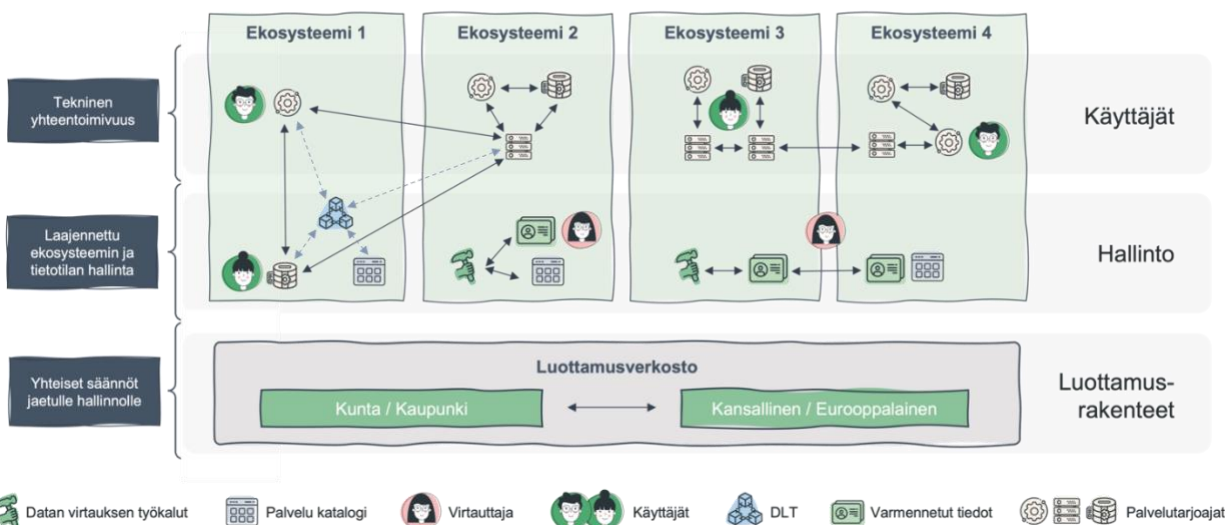 Ekosysteemi 1
Ekosysteemi 2
Ekosysteemi 3
Ekosysteemi 4
Tekninen
yhteentoimivuus
Käyttäjät
Laajennettu
ekosysteemin ja
tietotilan hallinta
Hallinto
Yhteiset säännöt
jaetulle hallinnolle
Luottamusverkosto
Kunta / Kaupunki
Kansallinen / Eurooppalainen
Luottamus-
rakenteet
Datan virtauksen työkalut
Palvelu katalogi
Virtauttaja
Käyttäjät
DLT
Varmennetut tiedot
Palvelutarjoajat